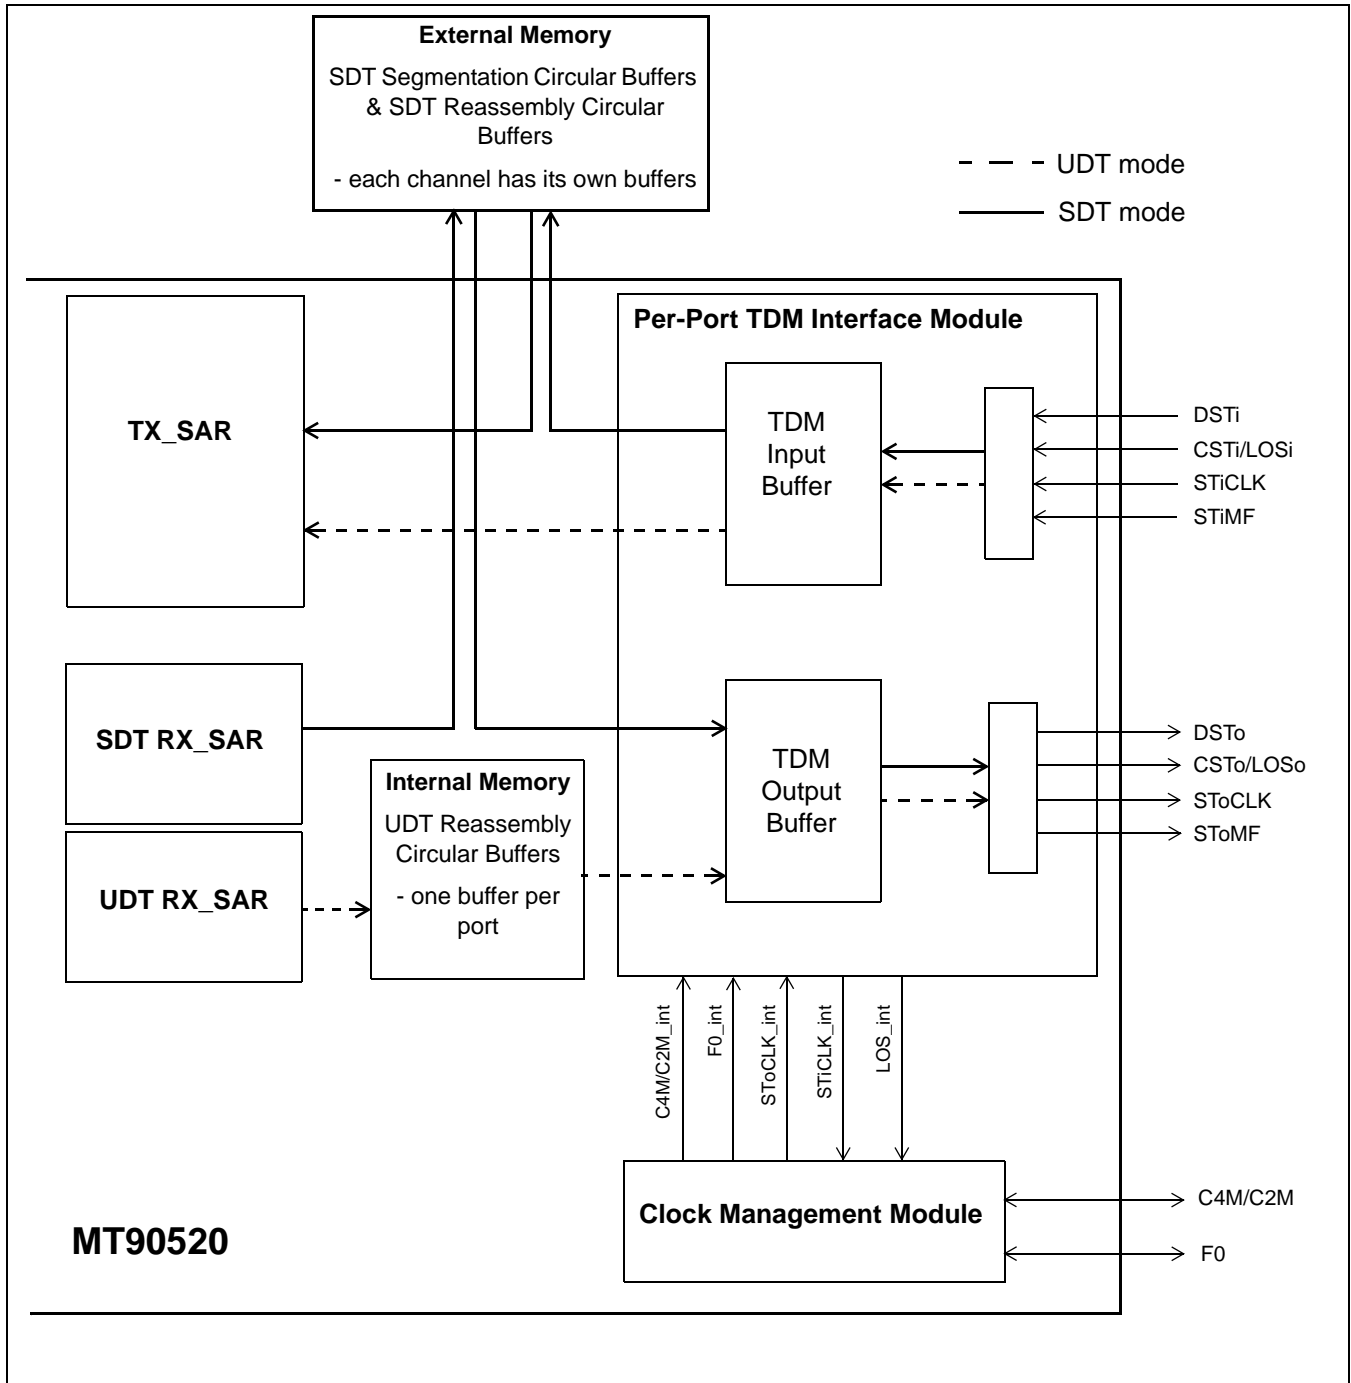 External Memory
SDT Segmentation Circular Buffers
& SDT Reassembly Circular
Buffers
- each channel has its own buffers
UDT mode
SDT mode
Per-Port TDM Interface Module
TX_SAR
TDM
Input
Buffer
DSTi
CSTi/LOSi
STiCLK
STiMF
SDT RX_SAR
UDT RX_SAR
Internal Memory
UDT Reassembly
Circular Buffers
- one buffer per
port
TDM
Output
Buffer
DSTo
CSTo/LOSo
SToCLK
SToMF
C4M/C2M_int
F0_int
SToCLK_int
STiCLK_int
LOS_int
Clock Management Module
C4M/C2M
F0
MT90520